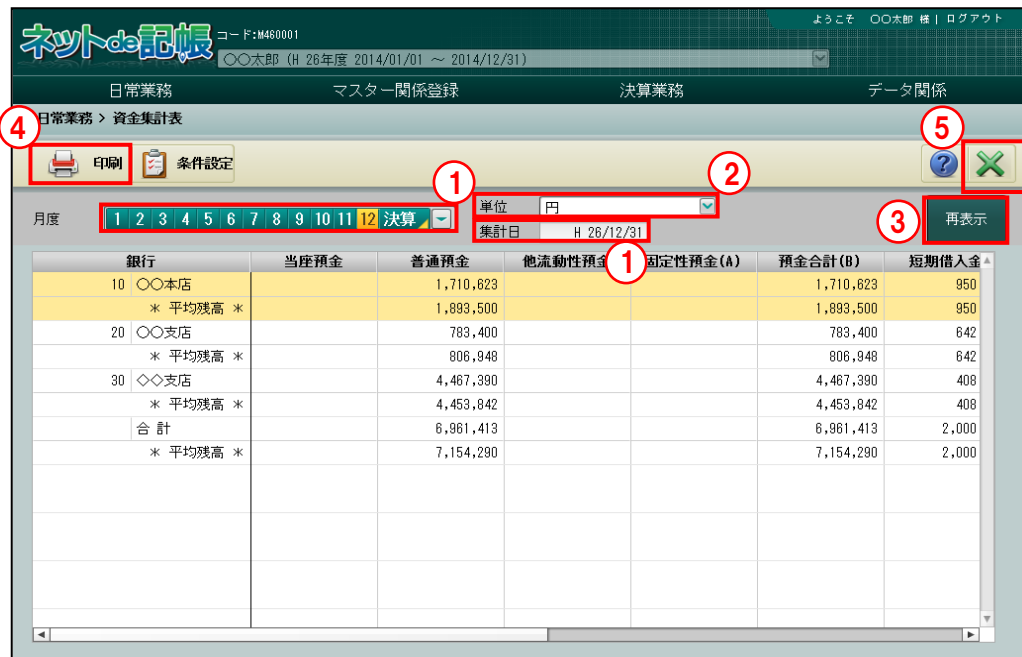 ようこそ 〇〇太郎 様 | ログアウト
ネットde記帳 コード:M460001
〇〇太郎 (H 26年度 2014/01/01 ～ 2014/12/31)
日常業務 マスター関係登録 決算業務 データ関係
日常業務 > 資金集計表
④ ⑤
印刷 条件設定 ?
① ②
月度 1 2 3 4 5 6 7 8 9 10 11 12 決算 単位 円 ③ 再表示
集計日 H 26/12/31
①
銀行 当座預金 普通預金 他流動性預金 固定性預金(A) 預金合計(B) 短期借入金
10 〇〇本店 1,710,623 1,710,623 950
＊ 平均残高 ＊ 1,893,500 1,893,500 950
20 〇〇支店 783,400 783,400 642
＊ 平均残高 ＊ 806,948 806,948 642
30 ◇◇支店 4,467,390 4,467,390 408
＊ 平均残高 ＊ 4,453,842 4,453,842 408
合 計 6,961,413 6,961,413 2,000
＊ 平均残高 ＊ 7,154,290 7,154,290 2,000